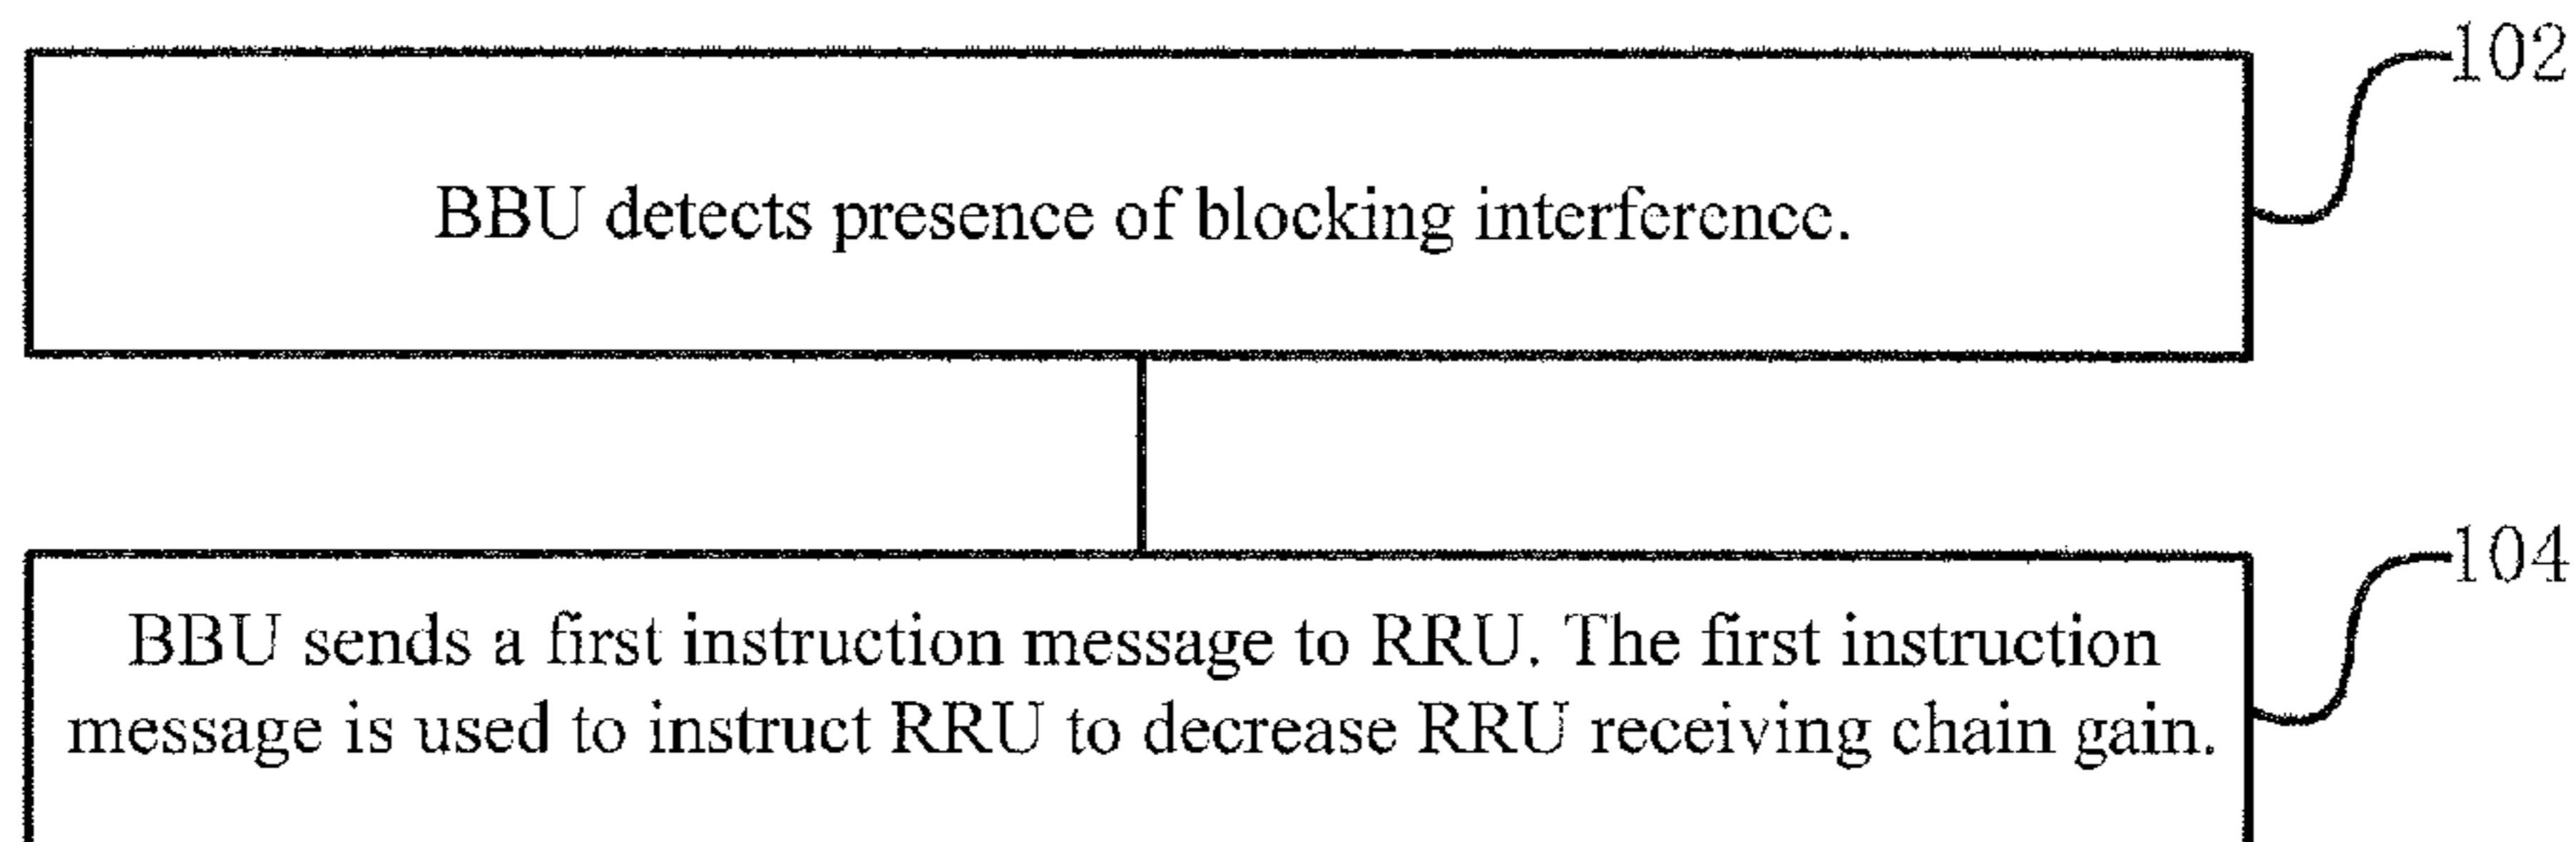 102
BBU detects presence of blocking interference.
104
BBU sends a first instruction message to RRU. The first instruction
message is used to instruct RRU to decrease RRU receiving chain gain.